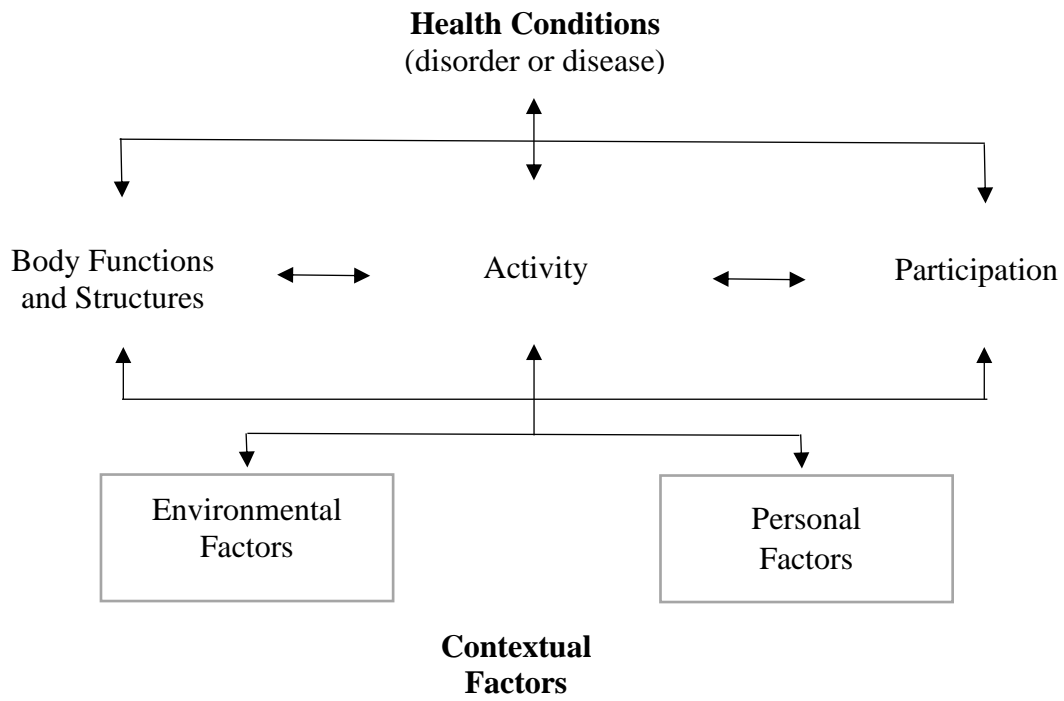 Health Conditions
(disorder or disease)
Body Functions
and Structures
Activity
Participation
Environmental
Factors
Personal
Factors
Contextual
Factors